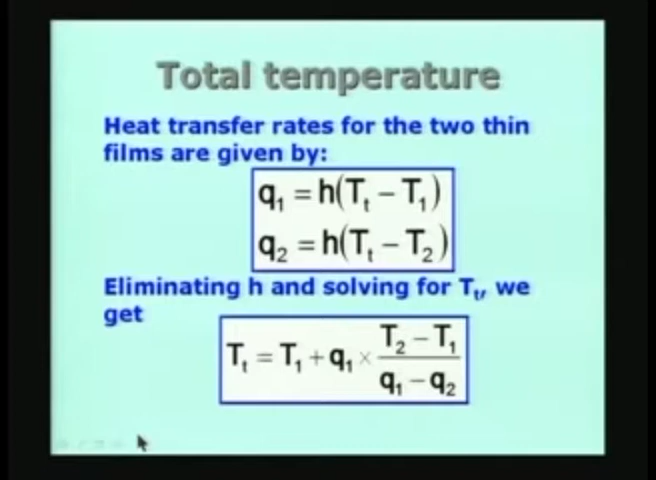 Total temperature
Heat transfer rates for the two thin
films are given by:
q₁ = h(Tₜ − T₁)
q₂ = h(Tₜ − T₂)
Eliminating h and solving for Tₜ, we
get
Tₜ = T₁ + q₁ × (T₂ − T₁) / (q₁ − q₂)